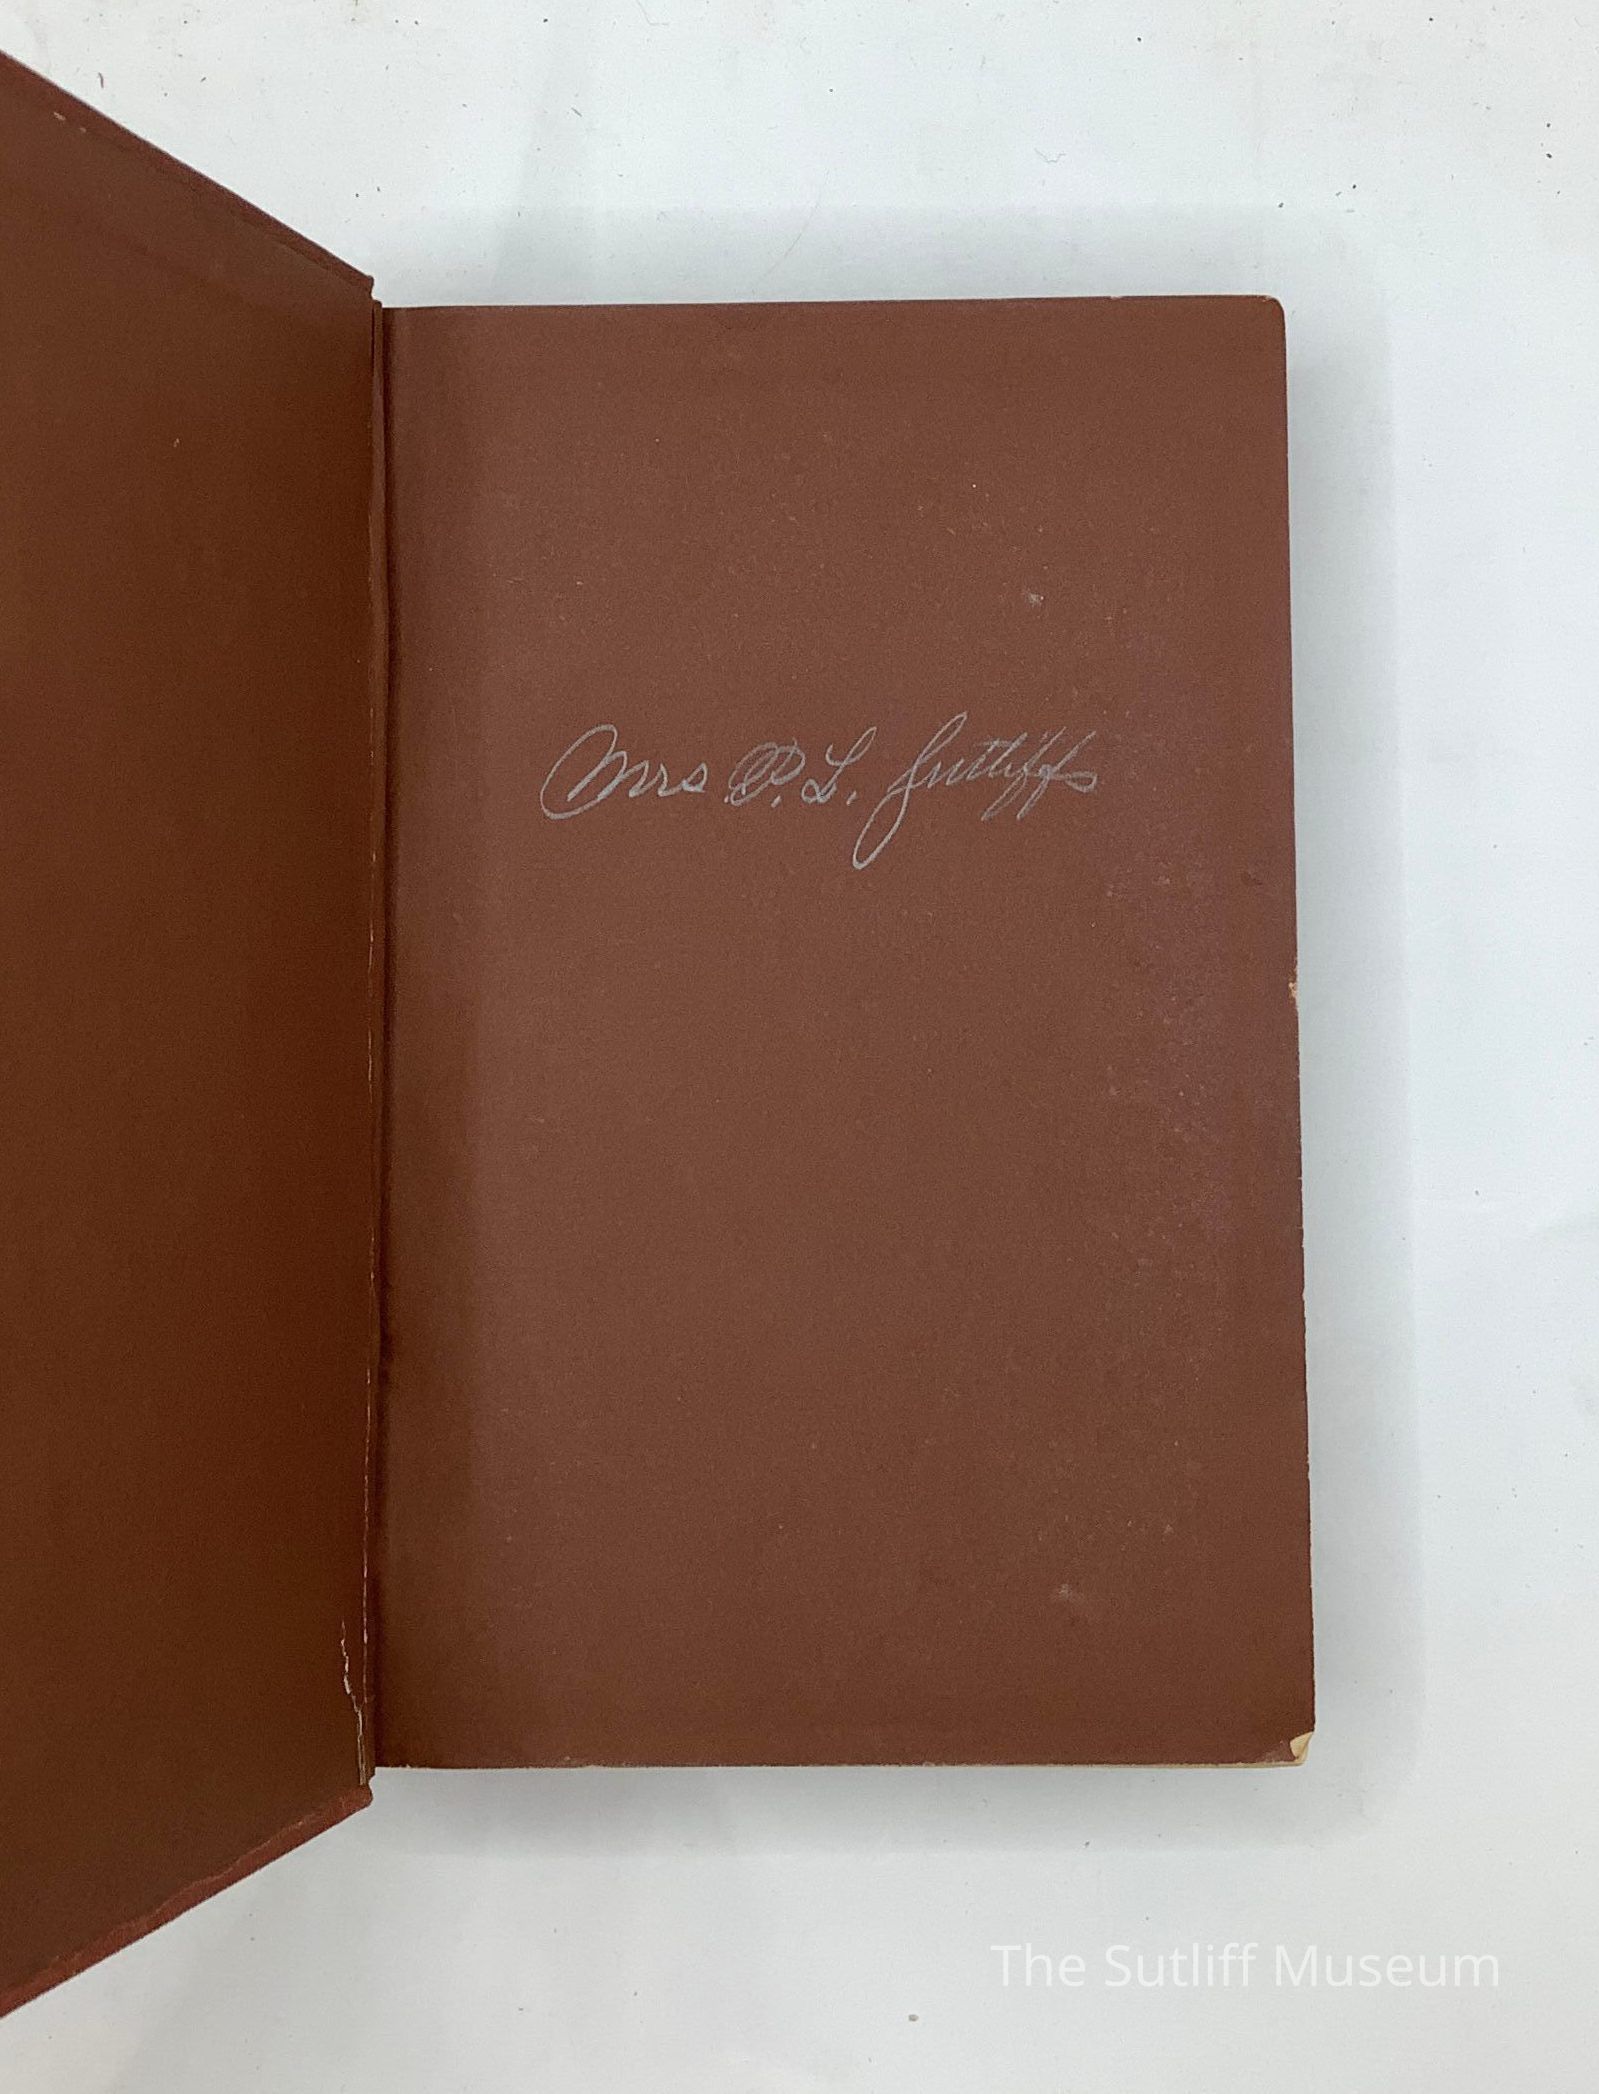 Mrs. P. L. Sutliff
The Sutliff Museum